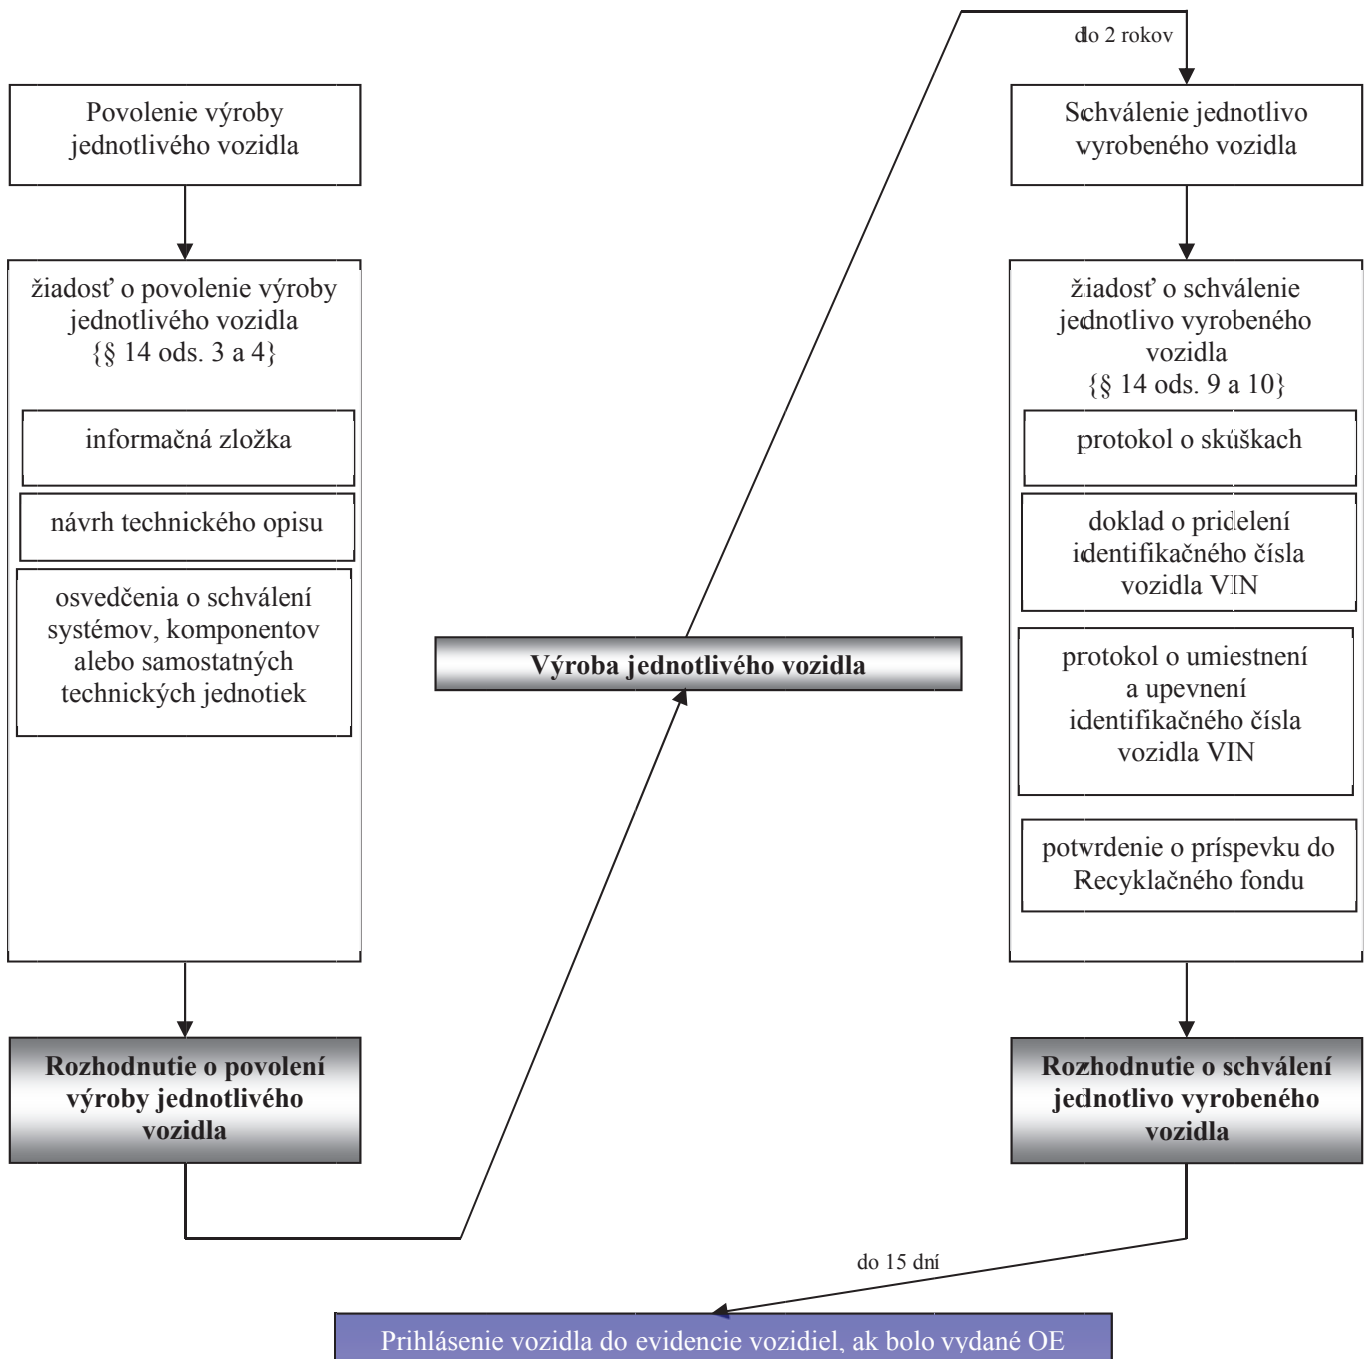 do 2 rokov
Povolenie výroby
jednotlivého vozidla
žiadosť o povolenie výroby
jednotlivého vozidla
{§ 14 ods. 3 a 4}
informačná zložka
návrh technického opisu
osvedčenia o schválení
systémov, komponentov
alebo samostatných
technických jednotiek
Rozhodnutie o povolení
výroby jednotlivého
vozidla
Výroba jednotlivého vozidla
Schválenie jednotlivo
vyrobeného vozidla
žiadosť o schválenie
jednotlivo vyrobeného
vozidla
{§ 14 ods. 9 a 10}
protokol o skúškach
doklad o pridelení
identifikačného čísla
vozidla VIN
protokol o umiestnení
a upevnení
identifikačného čísla
vozidla VIN
potvrdenie o príspevku do
Recyklačného fondu
Rozhodnutie o schválení
jednotlivo vyrobeného
vozidla
do 15 dní
Prihlásenie vozidla do evidencie vozidiel, ak bolo vydané OE